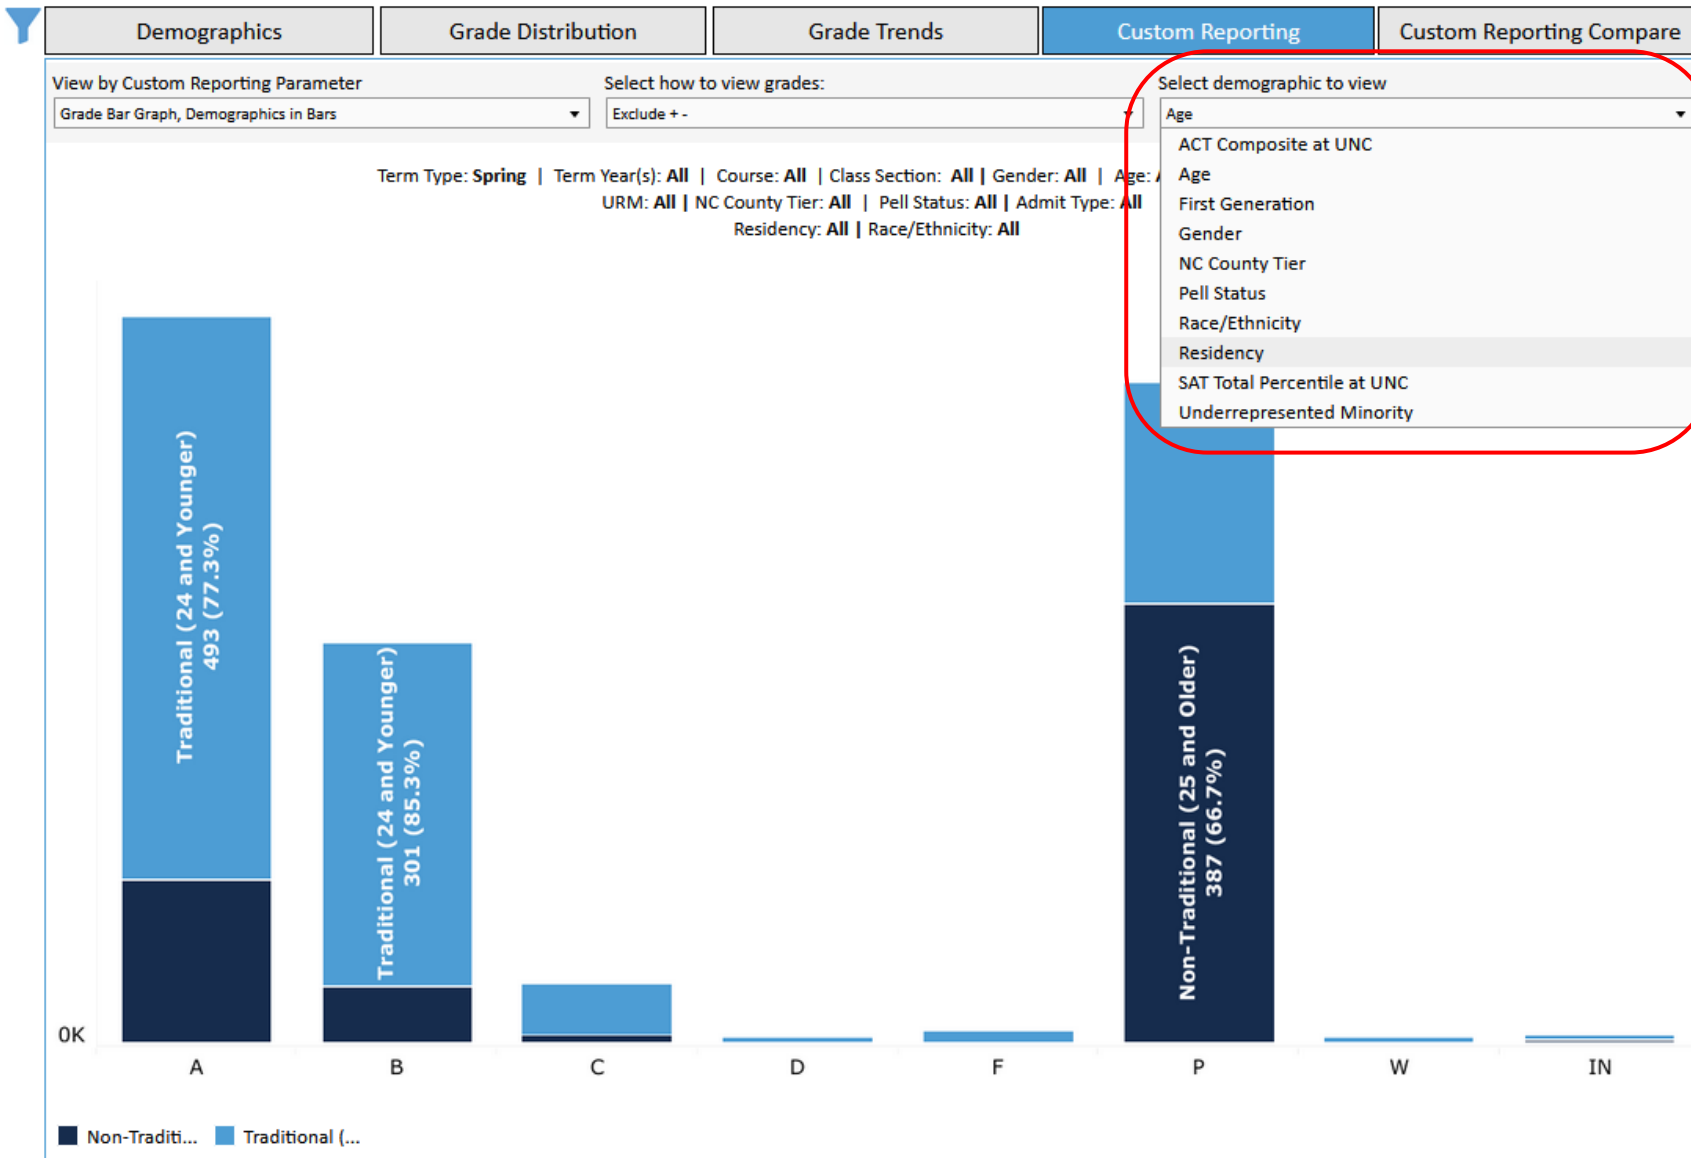 Demographics
Grade Distribution
Grade Trends
Custom Reporting
Custom Reporting Compare
View by Custom Reporting Parameter
Grade Bar Graph, Demographics in Bars
Select how to view grades:
Exclude + -
Select demographic to view
Age
ACT Composite at UNC
Age
First Generation
Gender
NC County Tier
Pell Status
Race/Ethnicity
Residency
SAT Total Percentile at UNC
Underrepresented Minority
Term Type: Spring | Term Year(s): All | Course: All | Class Section: All | Gender: All | Age:
URM: All | NC County Tier: All | Pell Status: All | Admit Type: All
Residency: All | Race/Ethnicity: All
Traditional (24 and Younger)
493 (77.3%)
Traditional (24 and Younger)
301 (85.3%)
Non-Traditional (25 and Older)
387 (66.7%)
0K
A
B
C
D
F
P
W
IN
Non-Traditi...
Traditional (...